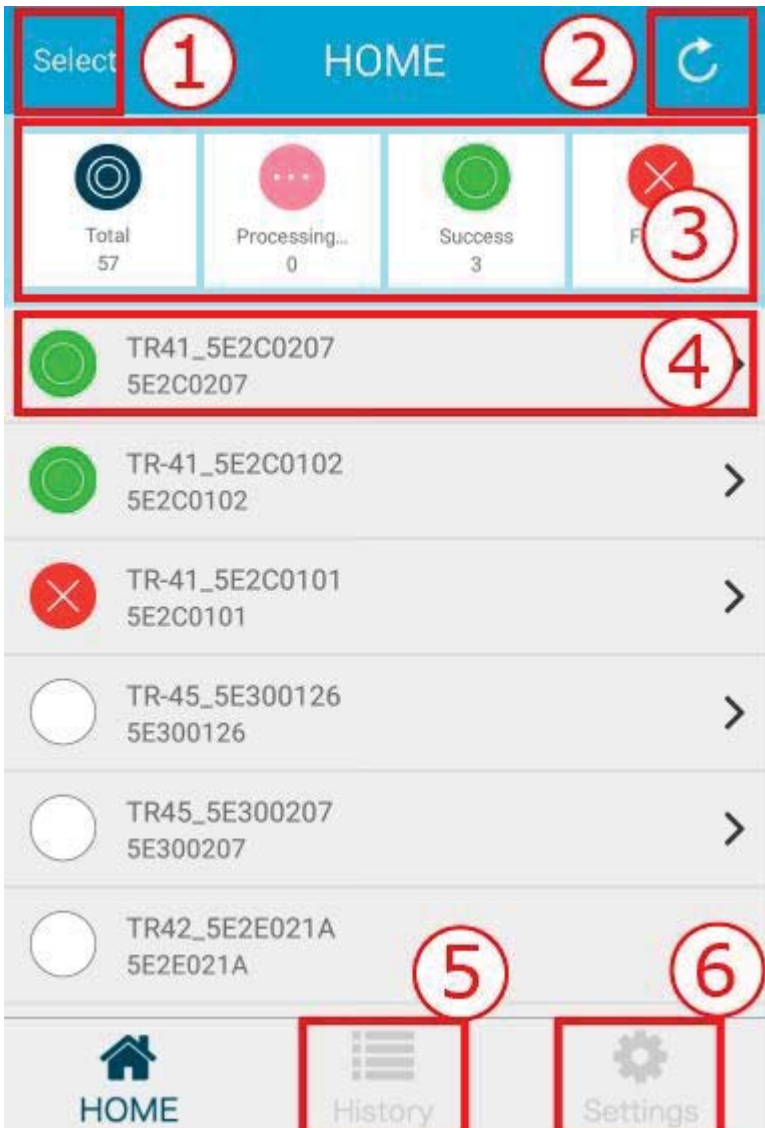 Select 1 HOME 2
Total Processing... Success
57 0 3
3
TR41_5E2C0207
5E2C0207
4
TR-41_5E2C0102
5E2C0102
TR-41_5E2C0101
5E2C0101
TR-45_5E300126
5E300126
TR45_5E300207
5E300207
TR42_5E2E021A
5E2E021A
5 6
HOME History Settings